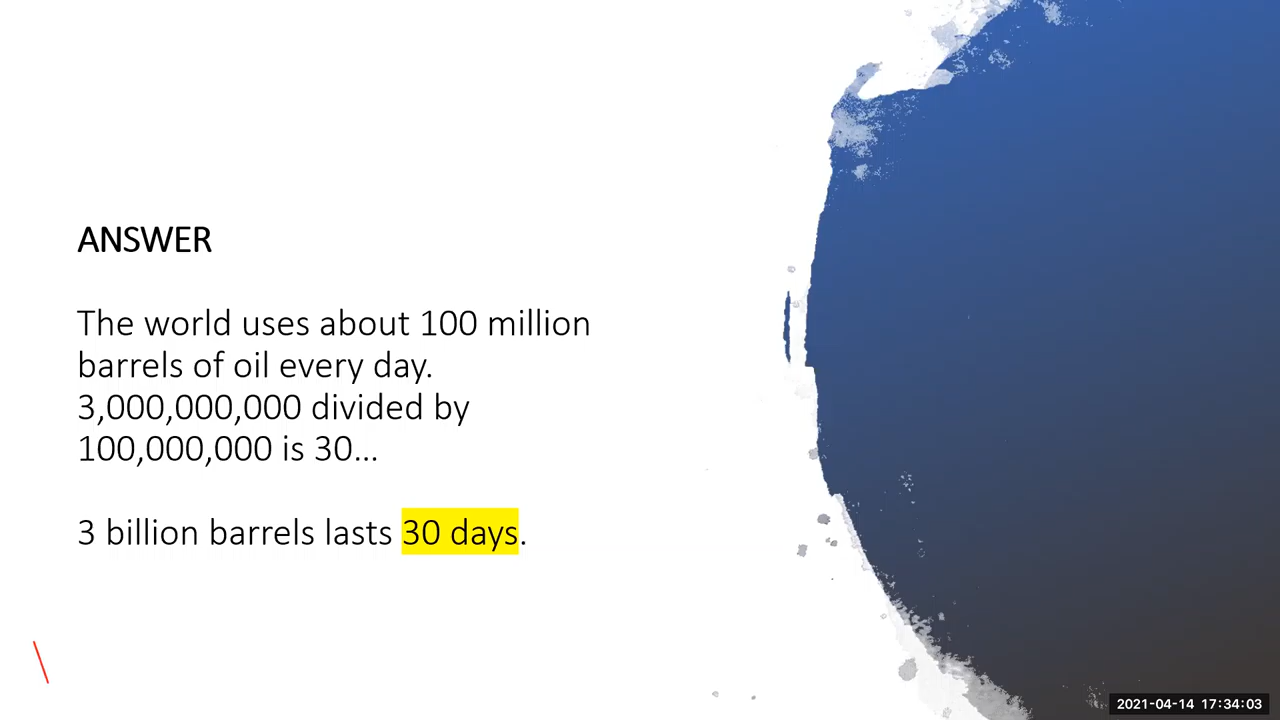 ANSWER
The world uses about 100 million
barrels of oil every day.
3,000,000,000 divided by
100,000,000 is 30...
3 billion barrels lasts 30 days.
2021-04-14 17:34:03